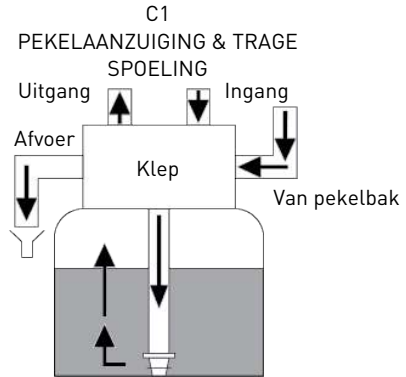 C1
PEKELAANZUIGING & TRAGE
SPOELING
Uitgang
Ingang
Afvoer
Klep
Van pekelbak